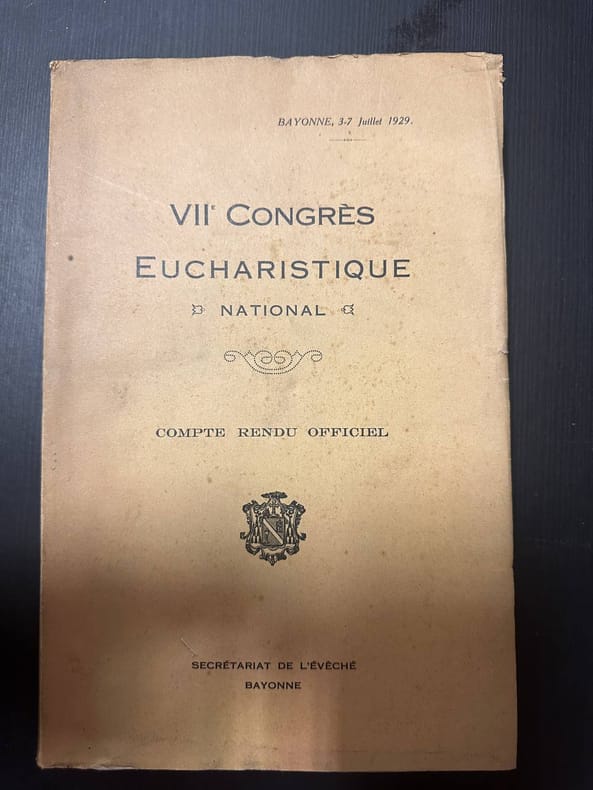 BAYONNE, 3-7 Juillet 1929.
VIIᵉ CONGRÈS
EUCHARISTIQUE
NATIONAL
COMPTE RENDU OFFICIEL
SECRÉTARIAT DE L'ÉVÊCHÉ
BAYONNE